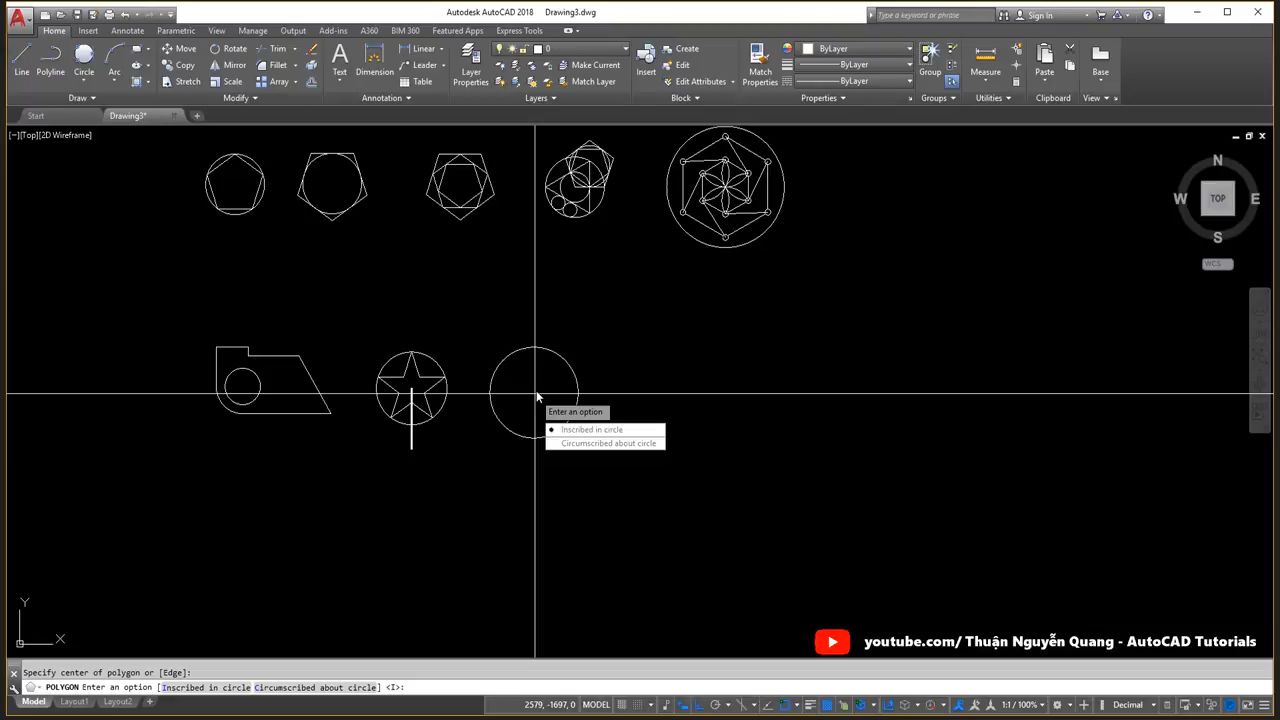 Autodesk AutoCAD 2018 Drawing3.dwg
Type a keyword or phrase
Sign In
Home Insert Annotate Parametric View Manage Output Add-ins A360 BIM 360 Featured Apps Express Tools
Line
Polyline
Circle
Arc
Move
Rotate
Trim
Copy
Mirror
Fillet
Stretch
Scale
Array
Text
Dimension
Linear
Leader
Table
Layer
Properties
0
Make Current
Match Layer
Insert
Create
Edit
Edit Attributes
Match
Properties
ByLayer
ByLayer
ByLayer
Group
Measure
Paste
Base
Draw
Modify
Annotation
Layers
Block
Properties
Groups
Utilities
Clipboard
View
Start
Drawing3*
[−][Top][2D Wireframe]
N
W
TOP
E
S
WCS
Enter an option
Inscribed in circle
Circumscribed about circle
Y
X
youtube.com/ Thuận Nguyễn Quang - AutoCAD Tutorials
Specify center of polygon or [Edge]:
POLYGON Enter an option [Inscribed in circle Circumscribed about circle] <I>:
Model Layout1 Layout2 +
2579, -1697, 0 MODEL
1:1 / 100%
Decimal